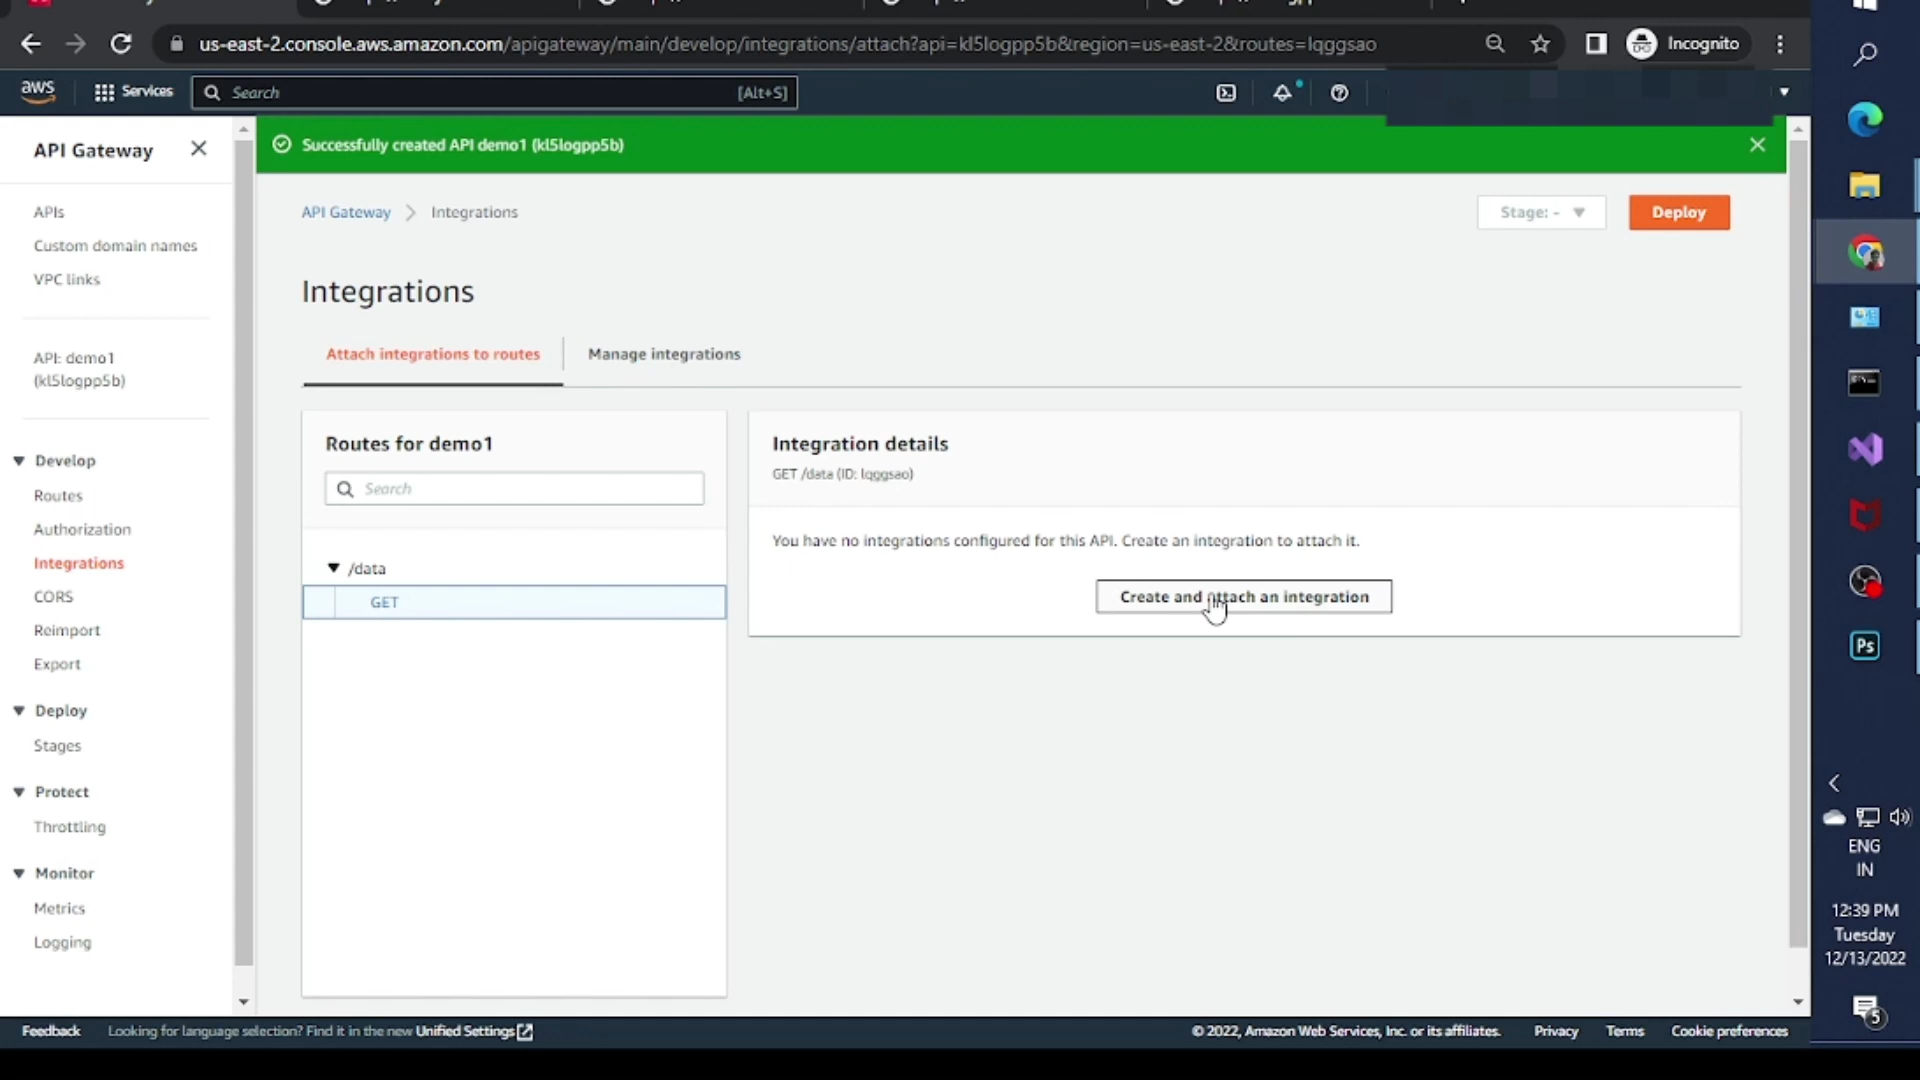 us-east-2.console.aws.amazon.com/apigateway/main/develop/integrations/attach?api=kl5logpp5b&region=us-east-2&routes=lqggsao
Incognito
aws
Services
Search
[Alt+S]
API Gateway
Successfully created API demo1 (kl5logpp5b)
APIs
Custom domain names
VPC links
API: demo1
(kl5logpp5b)
Develop
Routes
Authorization
Integrations
CORS
Reimport
Export
Deploy
Stages
Protect
Throttling
Monitor
Metrics
Logging
API Gateway > Integrations
Stage: -
Deploy
Integrations
Attach integrations to routes
Manage integrations
Routes for demo1
Search
/data
GET
Integration details
GET /data (ID: lqggsao)
You have no integrations configured for this API. Create an integration to attach it.
Create and attach an integration
Ps
ENG
IN
12:39 PM
Tuesday
12/13/2022
5
Feedback
Looking for language selection? Find it in the new Unified Settings
© 2022, Amazon Web Services, Inc. or its affiliates.
Privacy
Terms
Cookie preferences